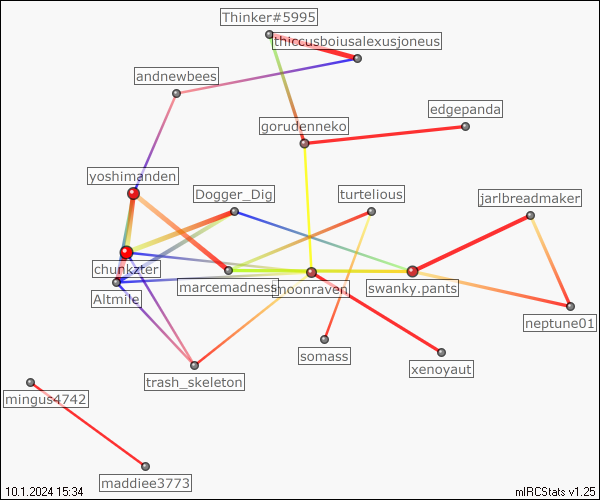 Thinker#5995
thiccusboiusalexusjoneus
andnewbees
edgepanda
gorudenneko
yoshimanden
Dogger_Dig
turtelious
jarlbreadmaker
chunkzter
marcemadness
moonraven
swanky.pants
Altmile
neptune01
somass
xenoyaut
trash_skeleton
mingus4742
maddiee3773
10.1.2024 15:34
mIRCStats v1.25